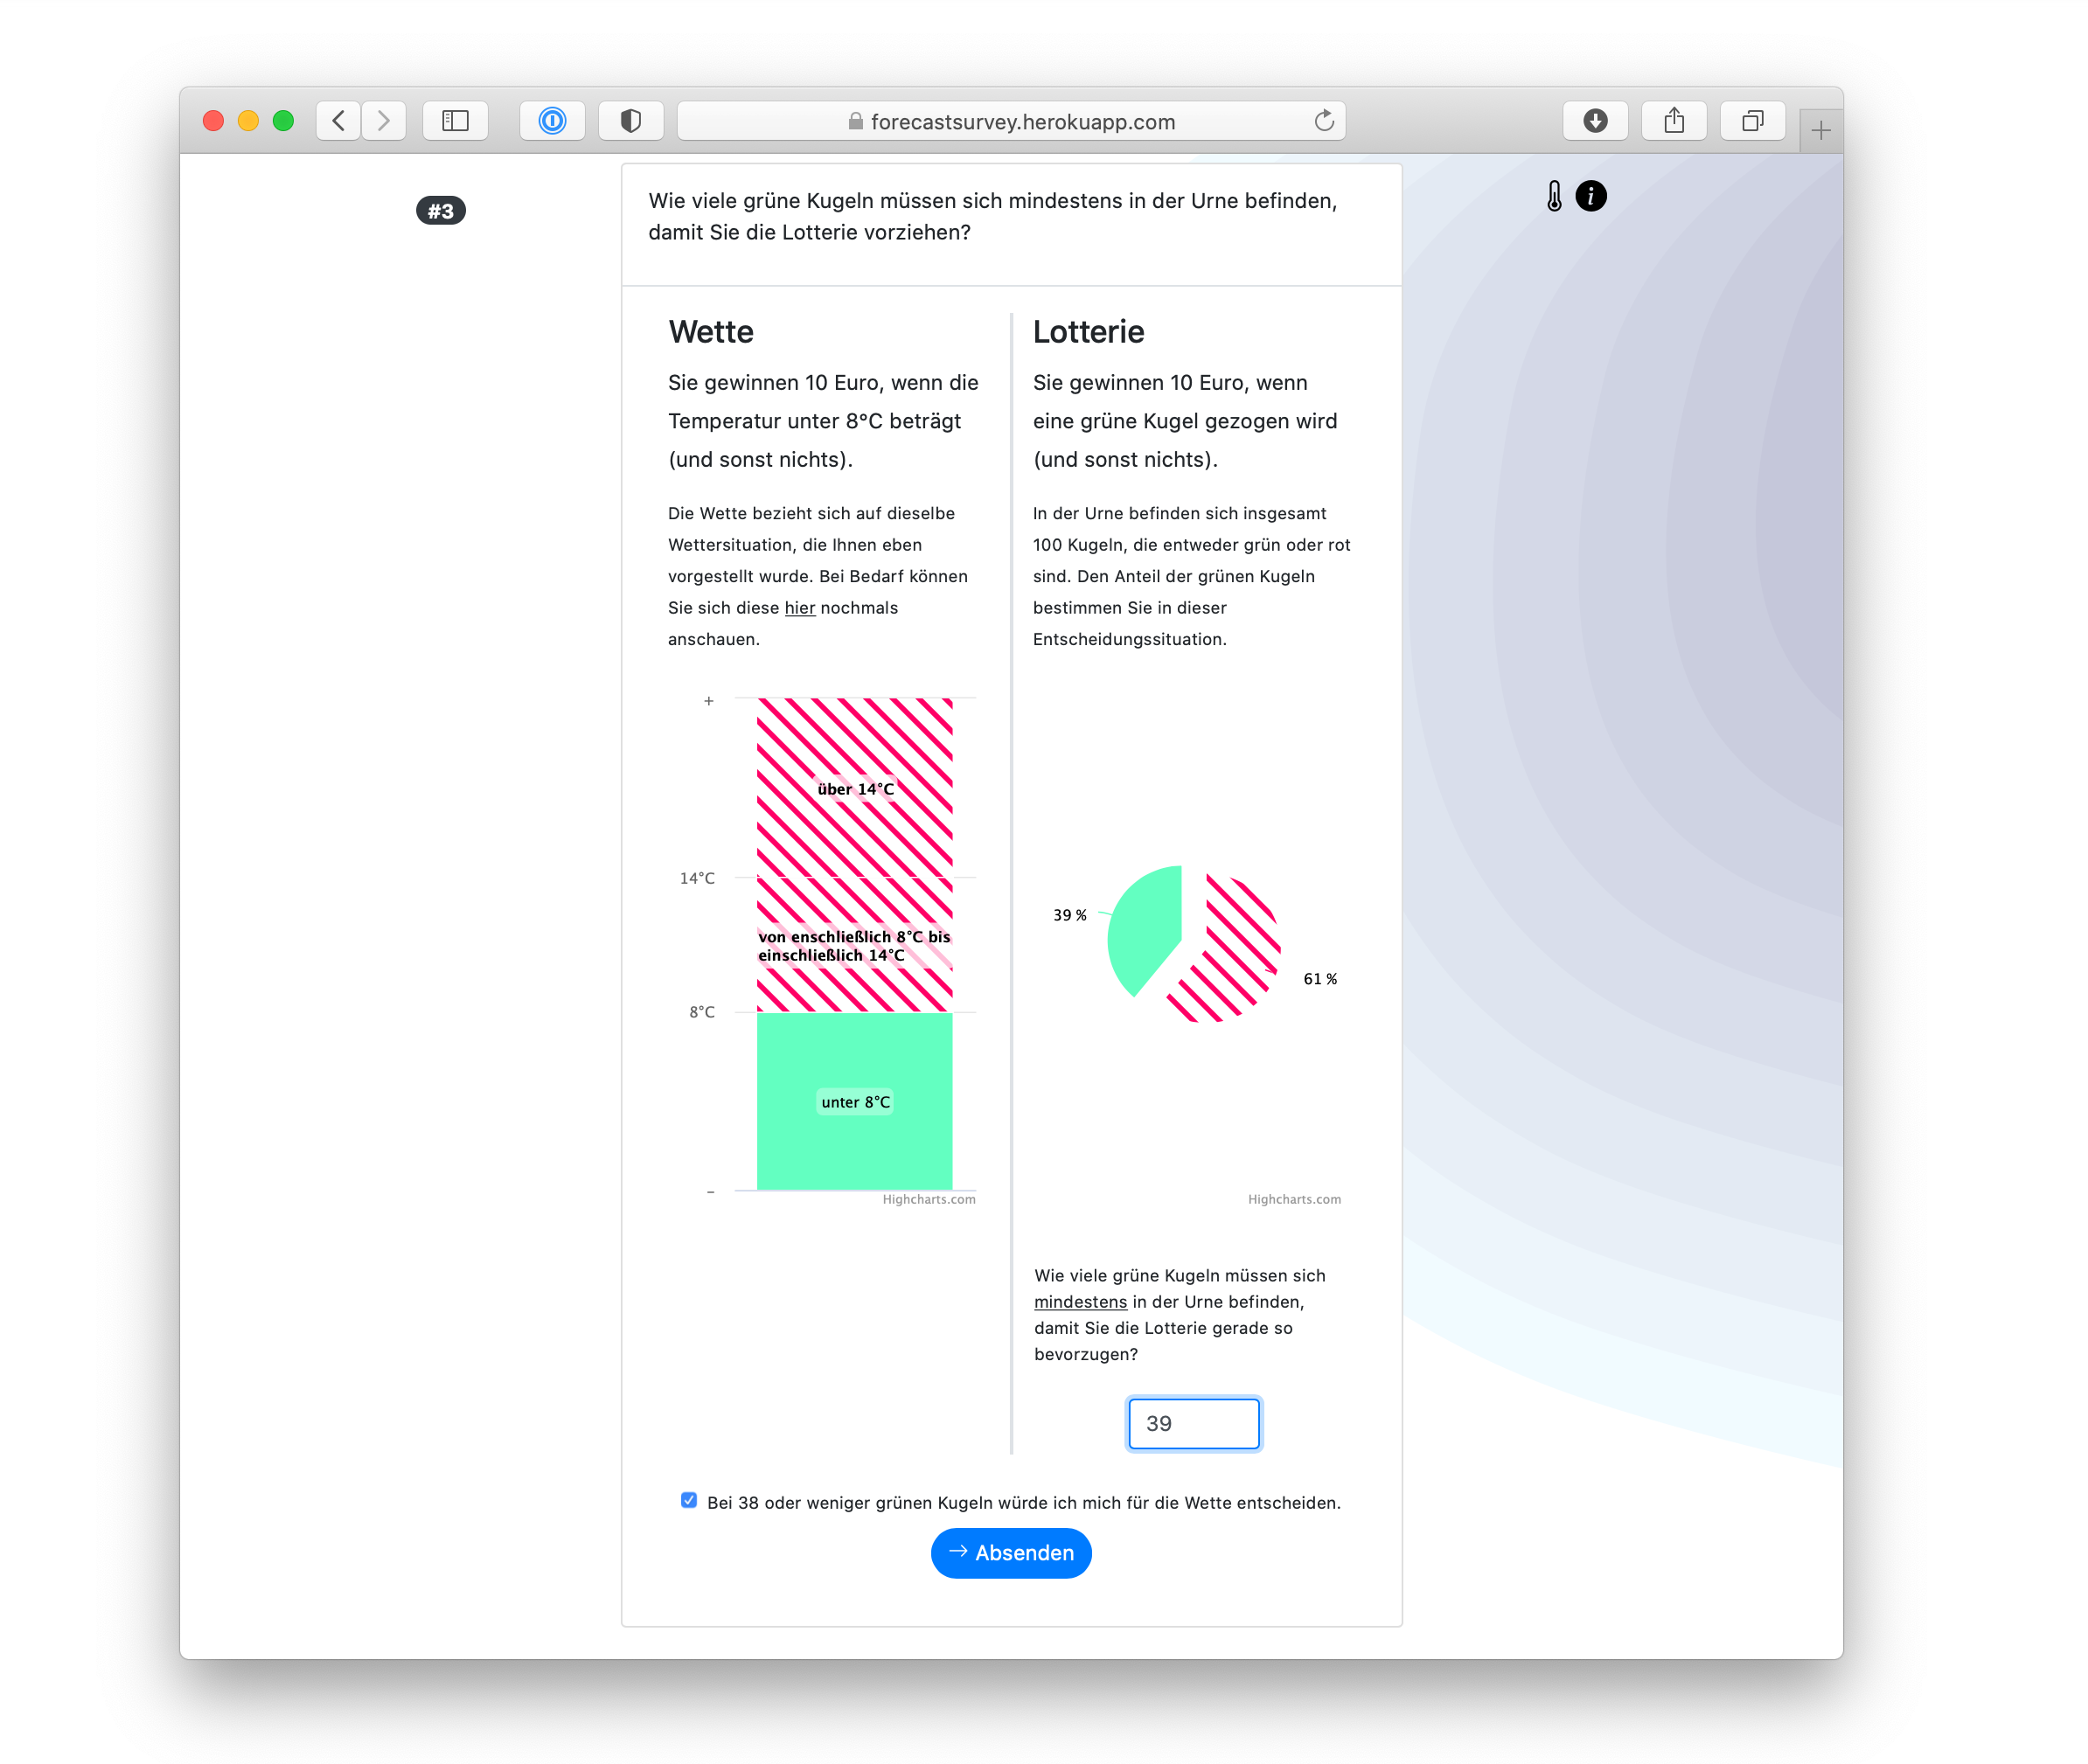 forecastsurvey.herokuapp.com
#3
Wie viele grüne Kugeln müssen sich mindestens in der Urne befinden,
damit Sie die Lotterie vorziehen?
Wette
Sie gewinnen 10 Euro, wenn die
Temperatur unter 8°C beträgt
(und sonst nichts).
Die Wette bezieht sich auf dieselbe
Wettersituation, die Ihnen eben
vorgestellt wurde. Bei Bedarf können
Sie sich diese hier nochmals
anschauen.
+
über 14°C
14°C
von enschließlich 8°C bis
einschließlich 14°C
8°C
unter 8°C
-
Highcharts.com
Lotterie
Sie gewinnen 10 Euro, wenn
eine grüne Kugel gezogen wird
(und sonst nichts).
In der Urne befinden sich insgesamt
100 Kugeln, die entweder grün oder rot
sind. Den Anteil der grünen Kugeln
bestimmen Sie in dieser
Entscheidungssituation.
39 %
61 %
Highcharts.com
Wie viele grüne Kugeln müssen sich
mindestens in der Urne befinden,
damit Sie die Lotterie gerade so
bevorzugen?
39
Bei 38 oder weniger grünen Kugeln würde ich mich für die Wette entscheiden.
→ Absenden